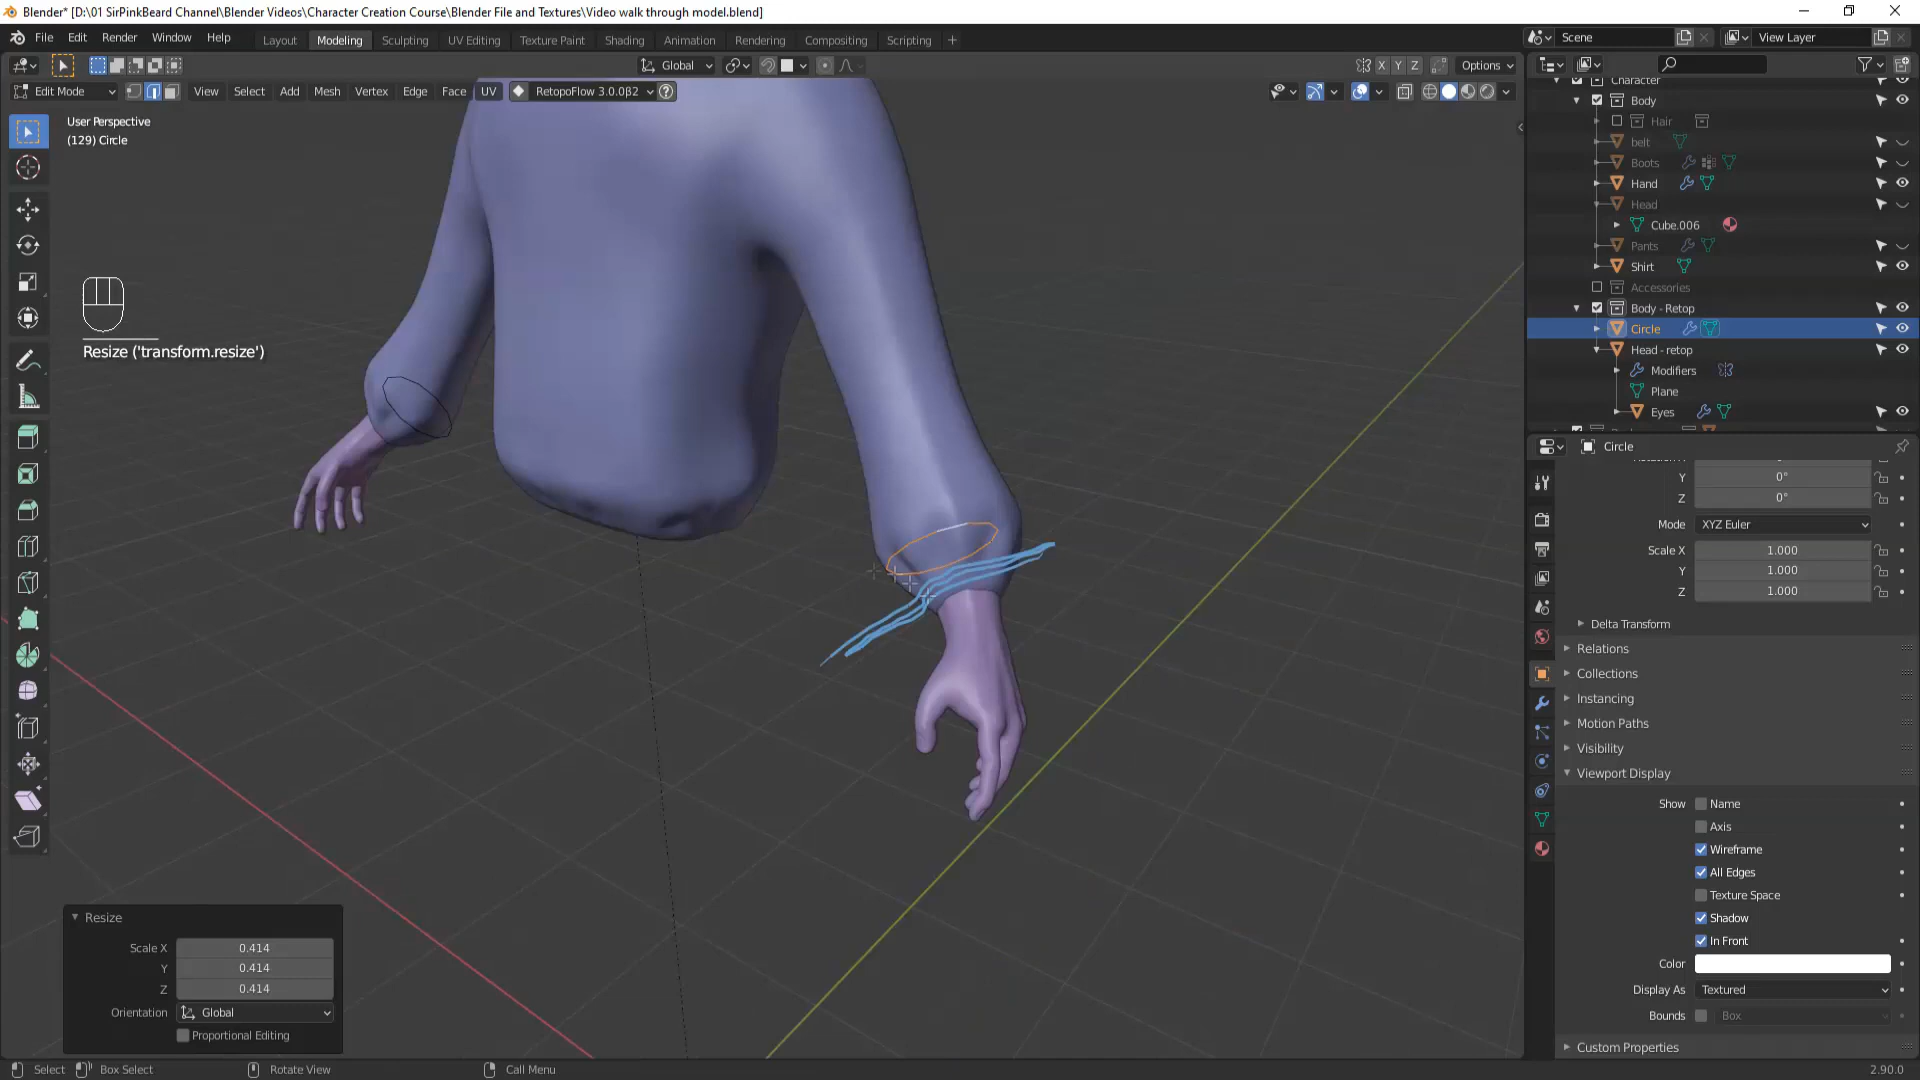 Blender* [D:\01 SirPinkBeard Channel\Blender Videos\Character Creation Course\Blender File and Textures\Video walk through model.blend]
File Edit Render Window Help
Layout Modeling Sculpting UV Editing Texture Paint Shading Animation Rendering Compositing Scripting +
Scene
View Layer
Global
X Y Z
Options
Edit Mode
View Select Add Mesh Vertex Edge Face UV
RetopoFlow 3.0.0β2
User Perspective
(129) Circle
Resize ('transform.resize')
Character
Body
Hair
belt
Boots
Hand
Head
Cube.006
Pants
Shirt
Accessories
Body - Retop
Circle
Head - retop
Modifiers
Plane
Eyes
Circle
Y 0°
Z 0°
Mode XYZ Euler
Scale X 1.000
Y 1.000
Z 1.000
Delta Transform
Relations
Collections
Instancing
Motion Paths
Visibility
Viewport Display
Show Name
Axis
Wireframe
All Edges
Texture Space
Shadow
In Front
Color
Display As Textured
Bounds Box
Custom Properties
Resize
Scale X 0.414
Y 0.414
Z 0.414
Orientation Global
Proportional Editing
Select Box Select Rotate View Call Menu
2.90.0